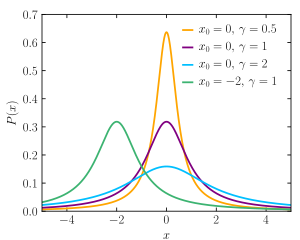 0.7
0.6
0.5
0.4
0.3
0.2
0.1
0.0
P(x)
−4 −2 0 2 4
x
x₀ = 0, γ = 0.5
x₀ = 0, γ = 1
x₀ = 0, γ = 2
x₀ = −2, γ = 1